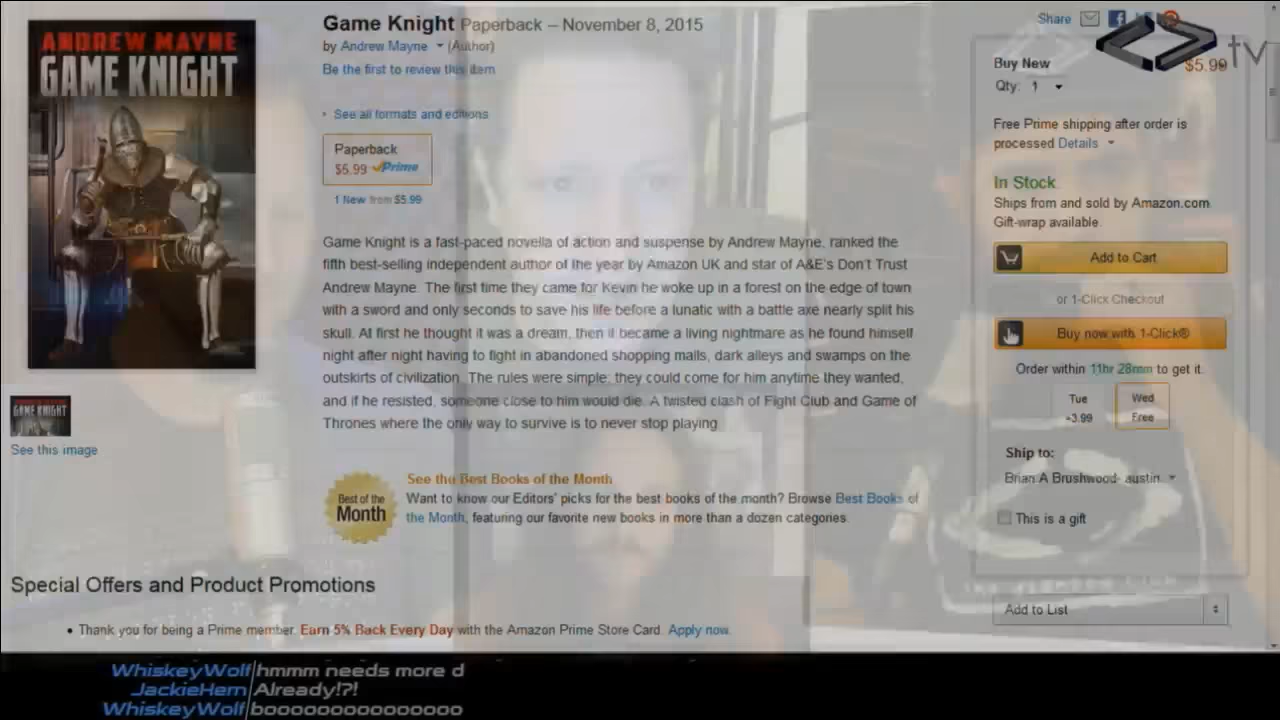 ANDREW MAYNE
GAME KNIGHT
Game Knight Paperback – November 8, 2015
by Andrew Mayne (Author)
Be the first to review this item
See all formats and editions
Paperback
$5.99 Prime
1 New from $5.99
Game Knight is a fast-paced novella of action and suspense by Andrew Mayne, ranked the
fifth best-selling independent author of the year by Amazon UK and star of A&E's Don't Trust
Andrew Mayne. The first time they came for Kevin he woke up in a forest on the edge of town
with a sword and only seconds to save his life before a lunatic with a battle axe nearly split his
skull. At first he thought it was a dream, then it became a living nightmare as he found himself
night after night having to fight in abandoned shopping malls, dark alleys and swamps on the
outskirts of civilization. The rules were simple: they could come for him anytime they wanted,
and if he resisted, someone close to him would die. A twisted clash of Fight Club and Game of
Thrones where the only way to survive is to never stop playing.
GAME KNIGHT
See this image
Best of the
Month
See the Best Books of the Month
Want to know our Editors' picks for the best books of the month? Browse Best Books of
the Month, featuring our favorite new books in more than a dozen categories.
Special Offers and Product Promotions
Thank you for being a Prime member. Earn 5% Back Every Day with the Amazon Prime Store Card. Apply now.
Share
tv
Buy New
$5.99
Qty: 1
Free Prime shipping after order is
processed Details
In Stock.
Ships from and sold by Amazon.com.
Gift-wrap available.
Add to Cart
or 1-Click Checkout
Buy now with 1-Click®
Order within 11hr 28mm to get it.
Tue
+3.99
Wed
Free
Ship to:
Brian A Brushwood- austin
This is a gift
Add to List
WhiskeyWolf hmmm needs more d
JackieHern Already!?!
WhiskeyWolf booooooooooooooo